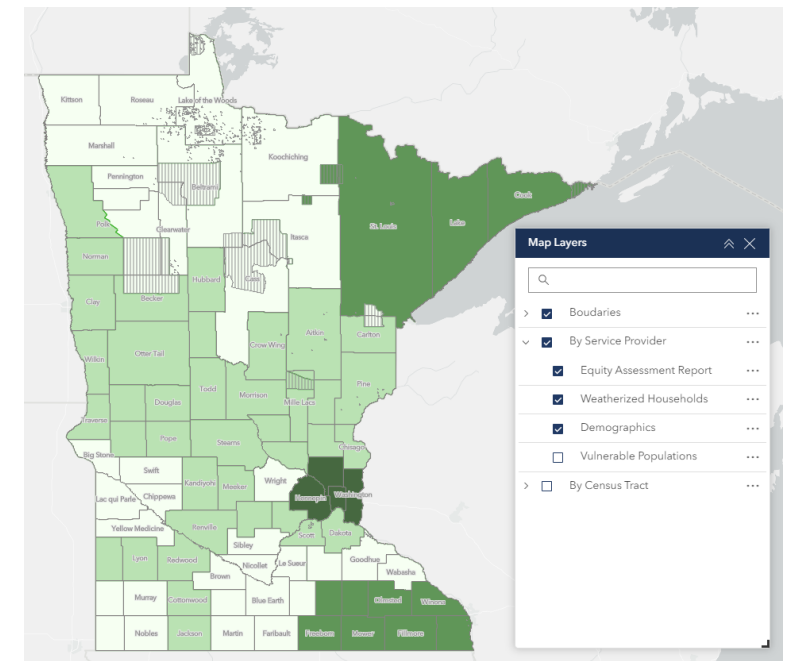 Kittson
Roseau
Lake of the Woods
Marshall
Koochiching
Pennington
Beltrami
Cook
Polk
St. Louis
Lake
Clearwater
Itasca
Norman
Hubbard
Cass
Clay
Becker
Aitkin
Carlton
Crow Wing
Wilkin
Otter Tail
Pine
Todd
Morrison
Mille Lacs
Douglas
Traverse
Pope
Stearns
Chisago
Big Stone
Swift
Kandiyohi
Meeker
Wright
Hennepin
Washington
Lac qui Parle
Chippewa
Yellow Medicine
Renville
Scott
Dakota
Sibley
Lyon
Redwood
Nicollet
Le Sueur
Goodhue
Wabasha
Brown
Murray
Cottonwood
Blue Earth
Olmsted
Winona
Nobles
Jackson
Martin
Faribault
Freeborn
Mower
Fillmore
Map Layers
Boudaries
By Service Provider
Equity Assessment Report
Weatherized Households
Demographics
Vulnerable Populations
By Census Tract